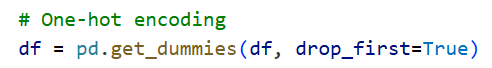 # One-hot encoding
df = pd.get_dummies(df, drop_first=True)